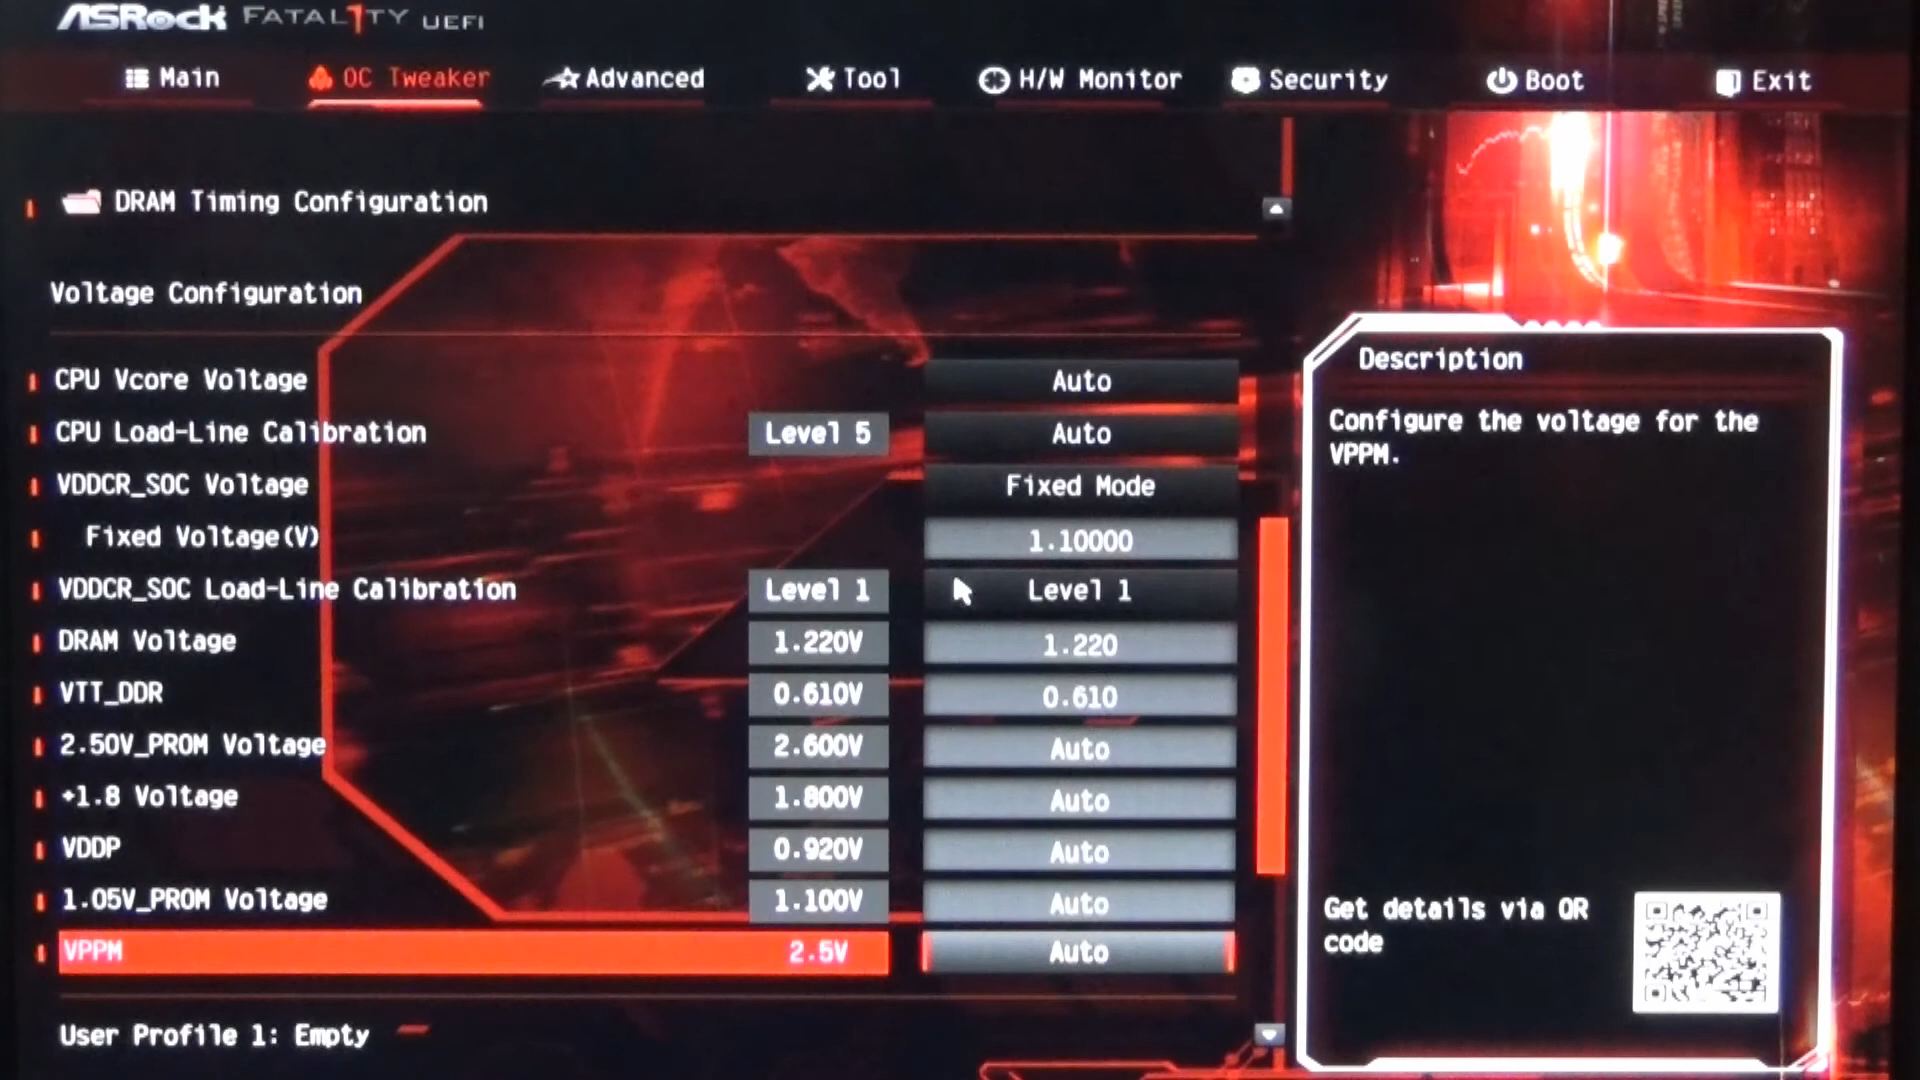 ASRock FATAL1TY UEFI
Main OC Tweaker Advanced Tool H/W Monitor Security Boot Exit
DRAM Timing Configuration
Voltage Configuration
CPU Vcore Voltage Auto
CPU Load-Line Calibration Level 5 Auto
VDDCR_SOC Voltage Fixed Mode
Fixed Voltage(V) 1.10000
VDDCR_SOC Load-Line Calibration Level 1 Level 1
DRAM Voltage 1.220V 1.220
VTT_DDR 0.610V 0.610
2.50V_PROM Voltage 2.600V Auto
+1.8 Voltage 1.800V Auto
VDDP 0.920V Auto
1.05V_PROM Voltage 1.100V Auto
VPPM 2.5V Auto
User Profile 1: Empty
Description
Configure the voltage for the
VPPM.
Get details via QR
code